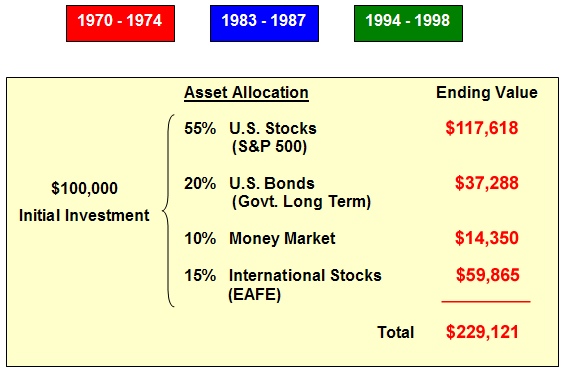 1970 - 1974 1983 - 1987 1994 - 1998
Asset Allocation Ending Value
55% U.S. Stocks $117,618
(S&P 500)
20% U.S. Bonds $37,288
(Govt. Long Term)
$100,000
Initial Investment
10% Money Market $14,350
15% International Stocks $59,865
(EAFE)
Total $229,121